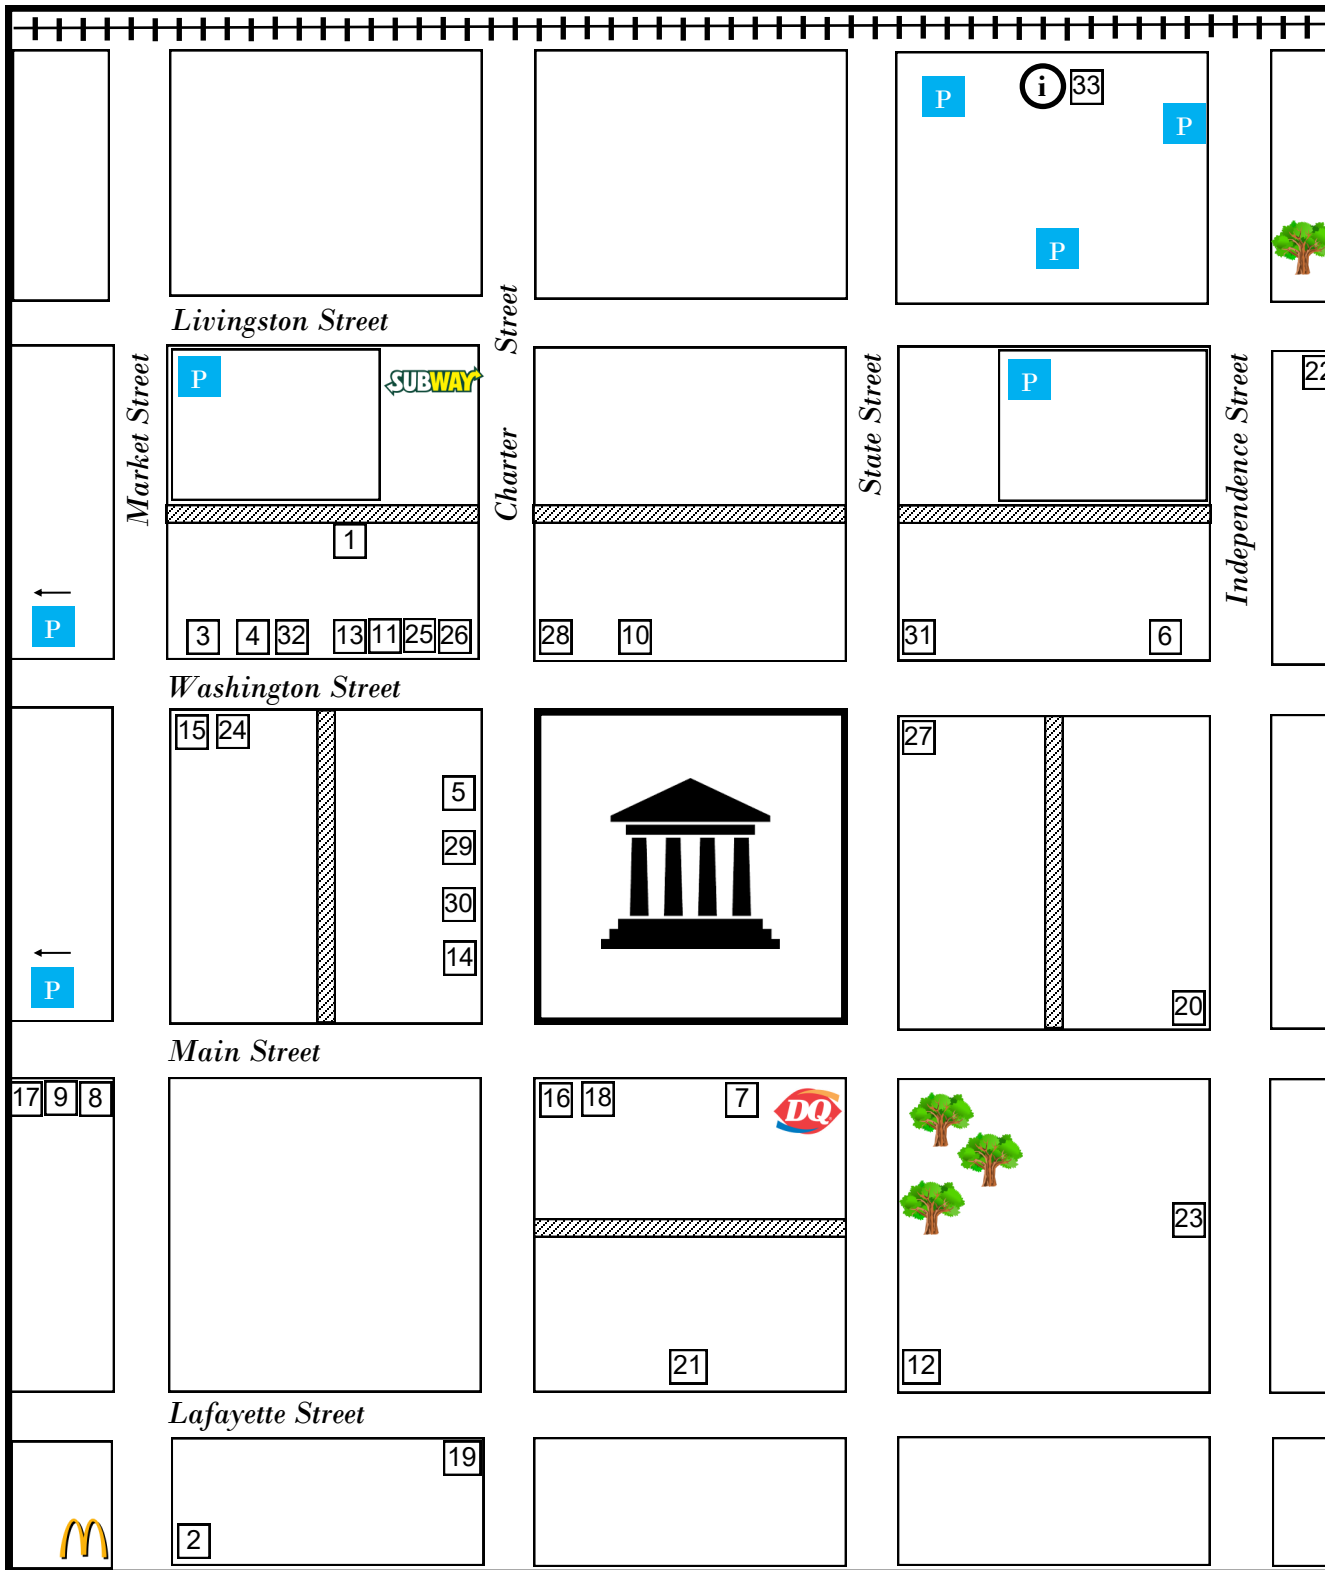 P
i 33
P
P
Livingston Street
Charter Street
Market Street
State Street
Independence Street
P
SUBWAY
P
22
1
P
3 4 32 13 11 25 26
28 10
31 6
Washington Street
15 24
27
5
29
30
14
P
20
Main Street
17 9 8
16 18 7 DQ
23
21
12
Lafayette Street
19
2